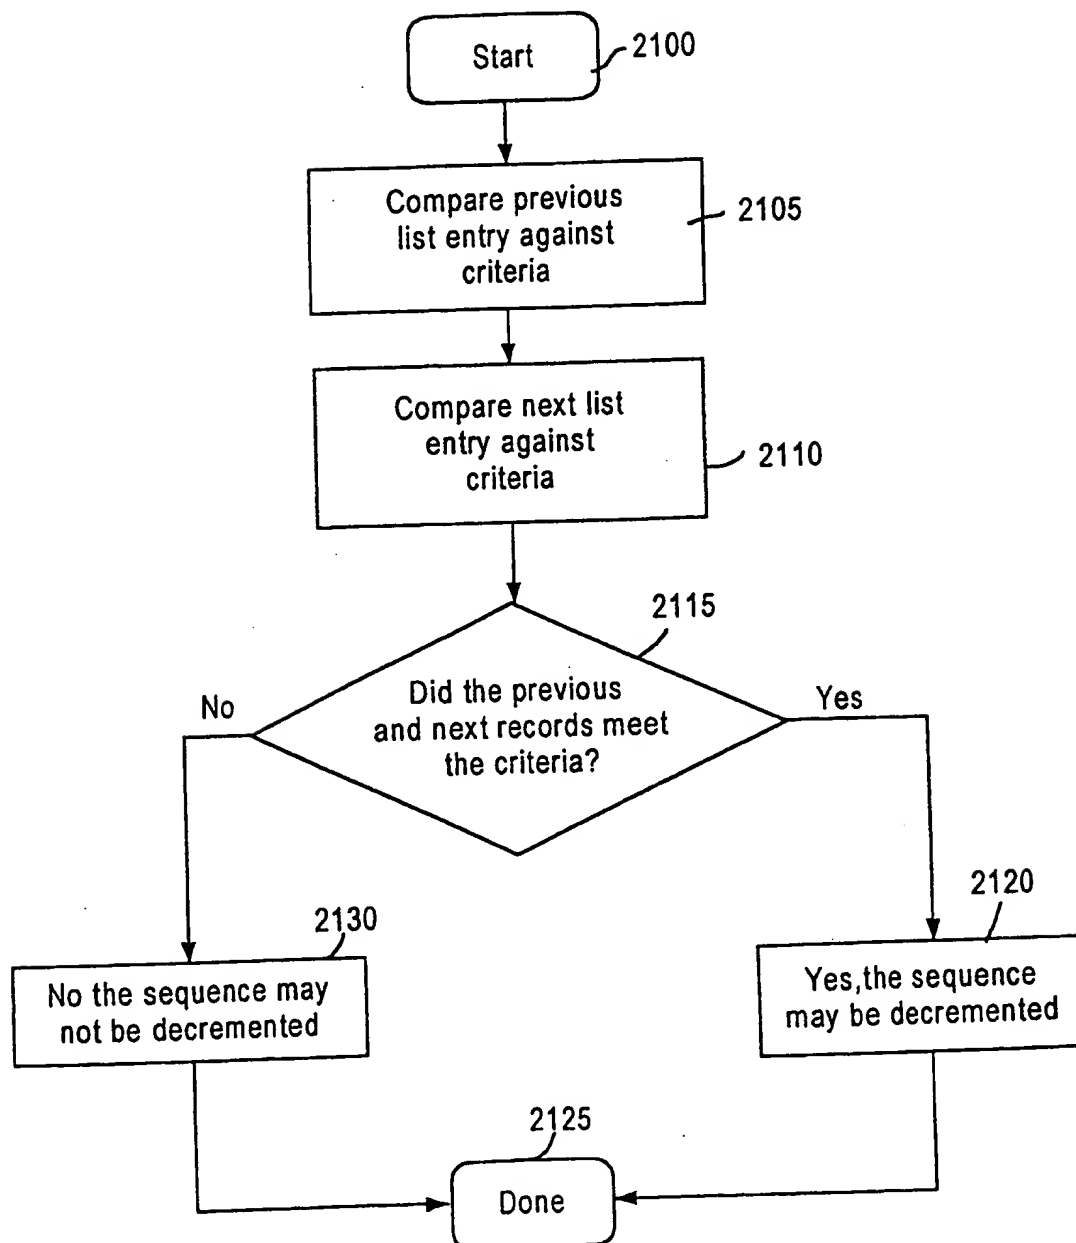 Start
2100
Compare previous
list entry against
criteria
2105
Compare next list
entry against
criteria
2110
2115
Did the previous
and next records meet
the criteria?
No
Yes
2130
No the sequence may
not be decremented
2120
Yes,the sequence
may be decremented
2125
Done